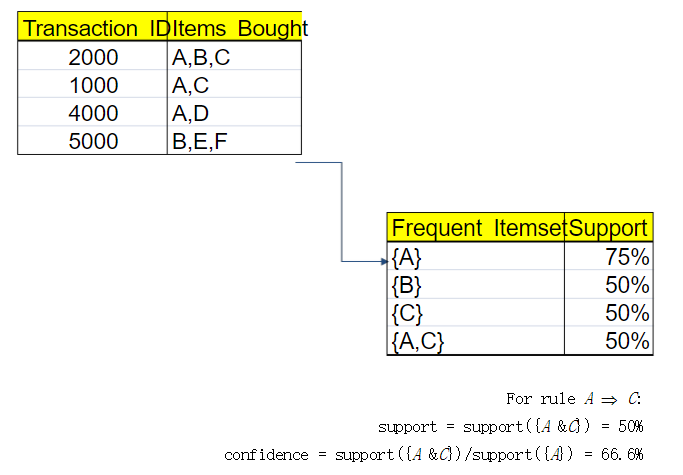 Transaction ID Items Bought
2000 A,B,C
1000 A,C
4000 A,D
5000 B,E,F
Frequent Itemset Support
{A} 75%
{B} 50%
{C} 50%
{A,C} 50%
For rule A ⇒ C:
support = support({A &C}) = 50%
confidence = support({A &C})/support({A}) = 66.6%